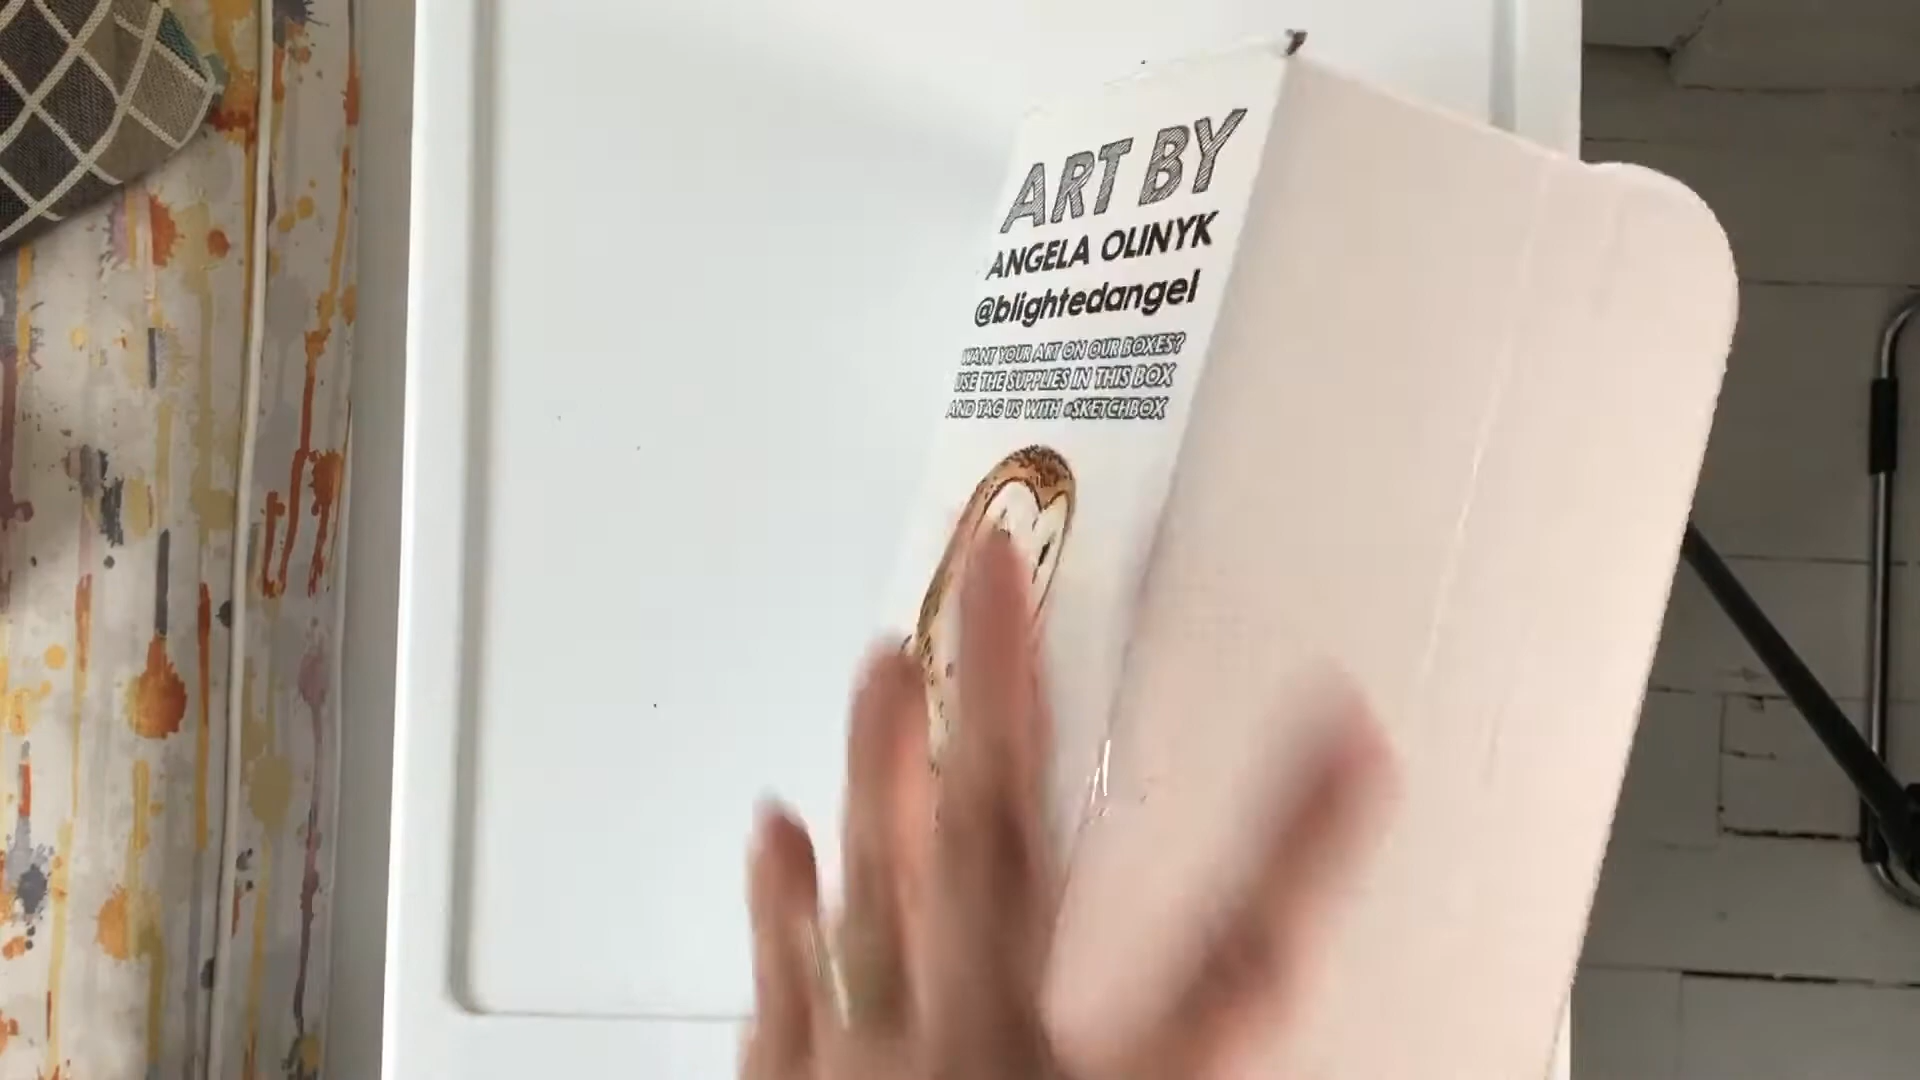 ART BY
ANGELA OLINYK
@blightedangel
WANT YOUR ART ON OUR BOXES?
USE THE SUPPLIES IN THIS BOX
AND TAG US WITH #SKETCHBOX